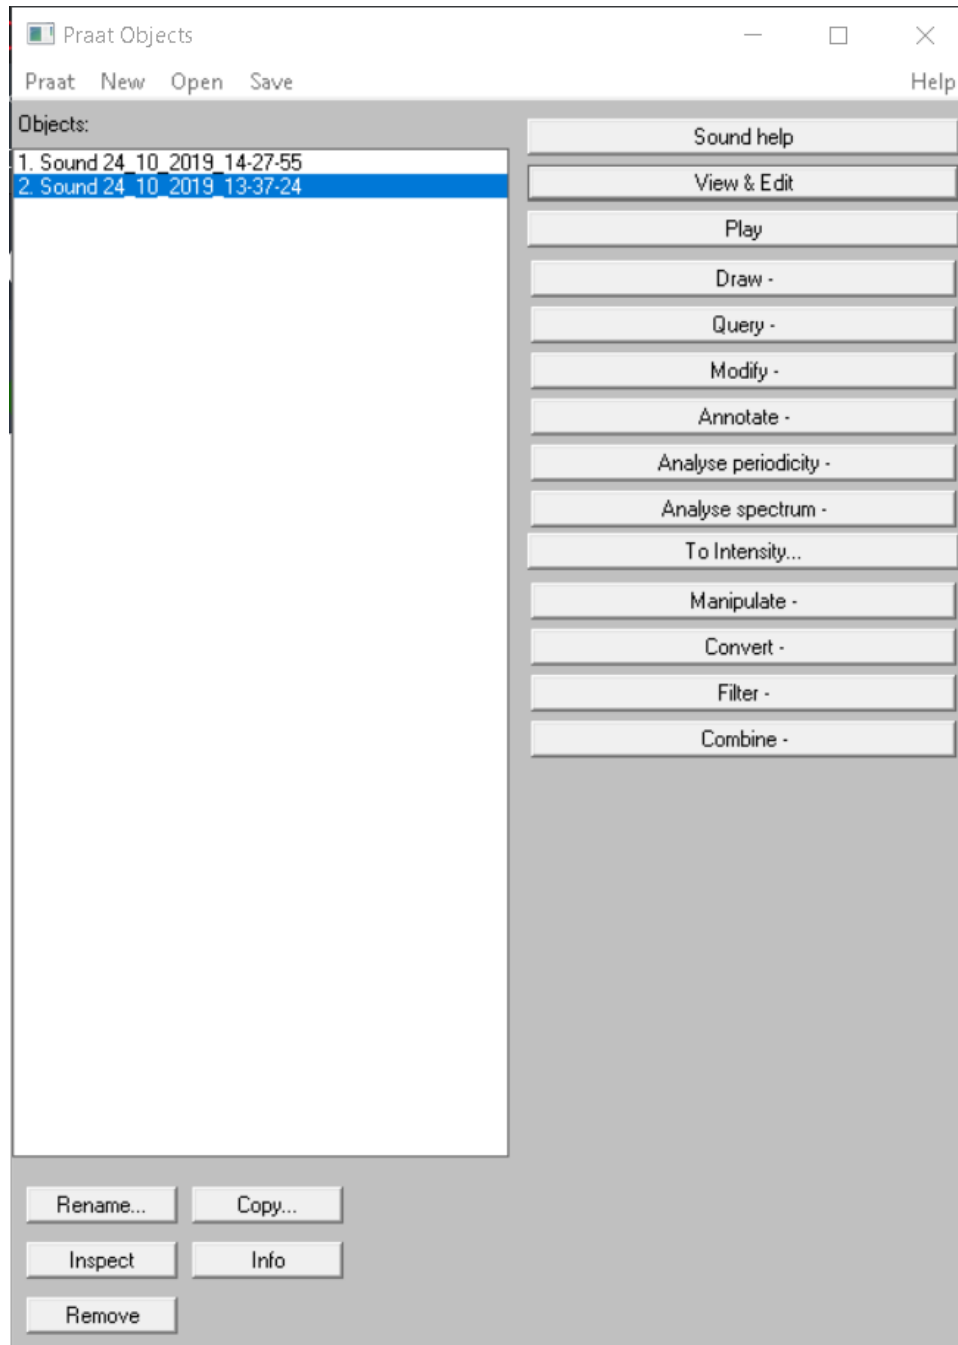 Praat Objects
Praat New Open Save Help
Objects:
1. Sound 24_10_2019_14-27-55
2. Sound 24_10_2019_13-37-24
Sound help
View & Edit
Play
Draw -
Query -
Modify -
Annotate -
Analyse periodicity -
Analyse spectrum -
To Intensity...
Manipulate -
Convert -
Filter -
Combine -
Rename... Copy...
Inspect Info
Remove